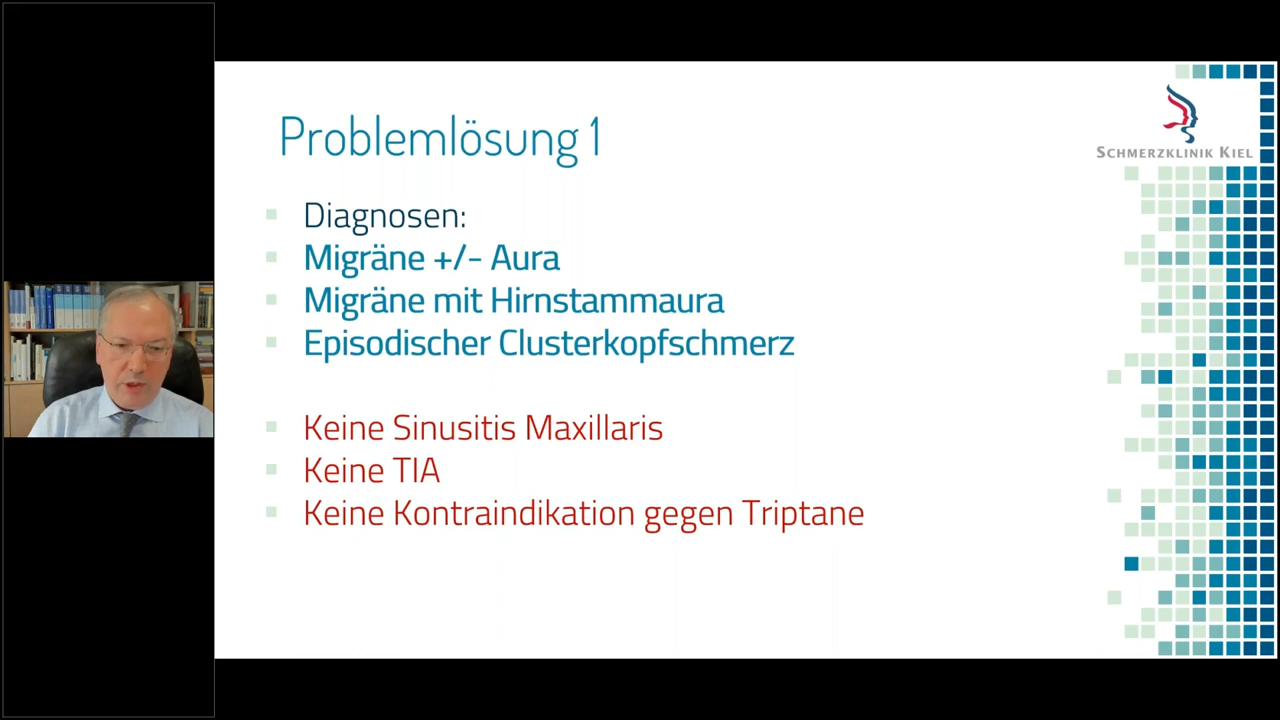 Problemlösung 1
SCHMERZKLINIK KIEL
Diagnosen:
Migräne +/- Aura
Migräne mit Hirnstammaura
Episodischer Clusterkopfschmerz
Keine Sinusitis Maxillaris
Keine TIA
Keine Kontraindikation gegen Triptane